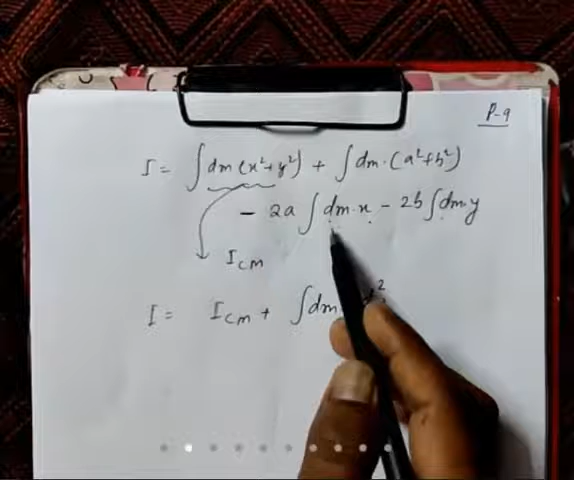 P-9
I = ∫dm(x²+y²) + ∫dm.(a²+b²)
- 2a ∫dm.x - 2b ∫dm.y
Icm
I = Icm + ∫dm